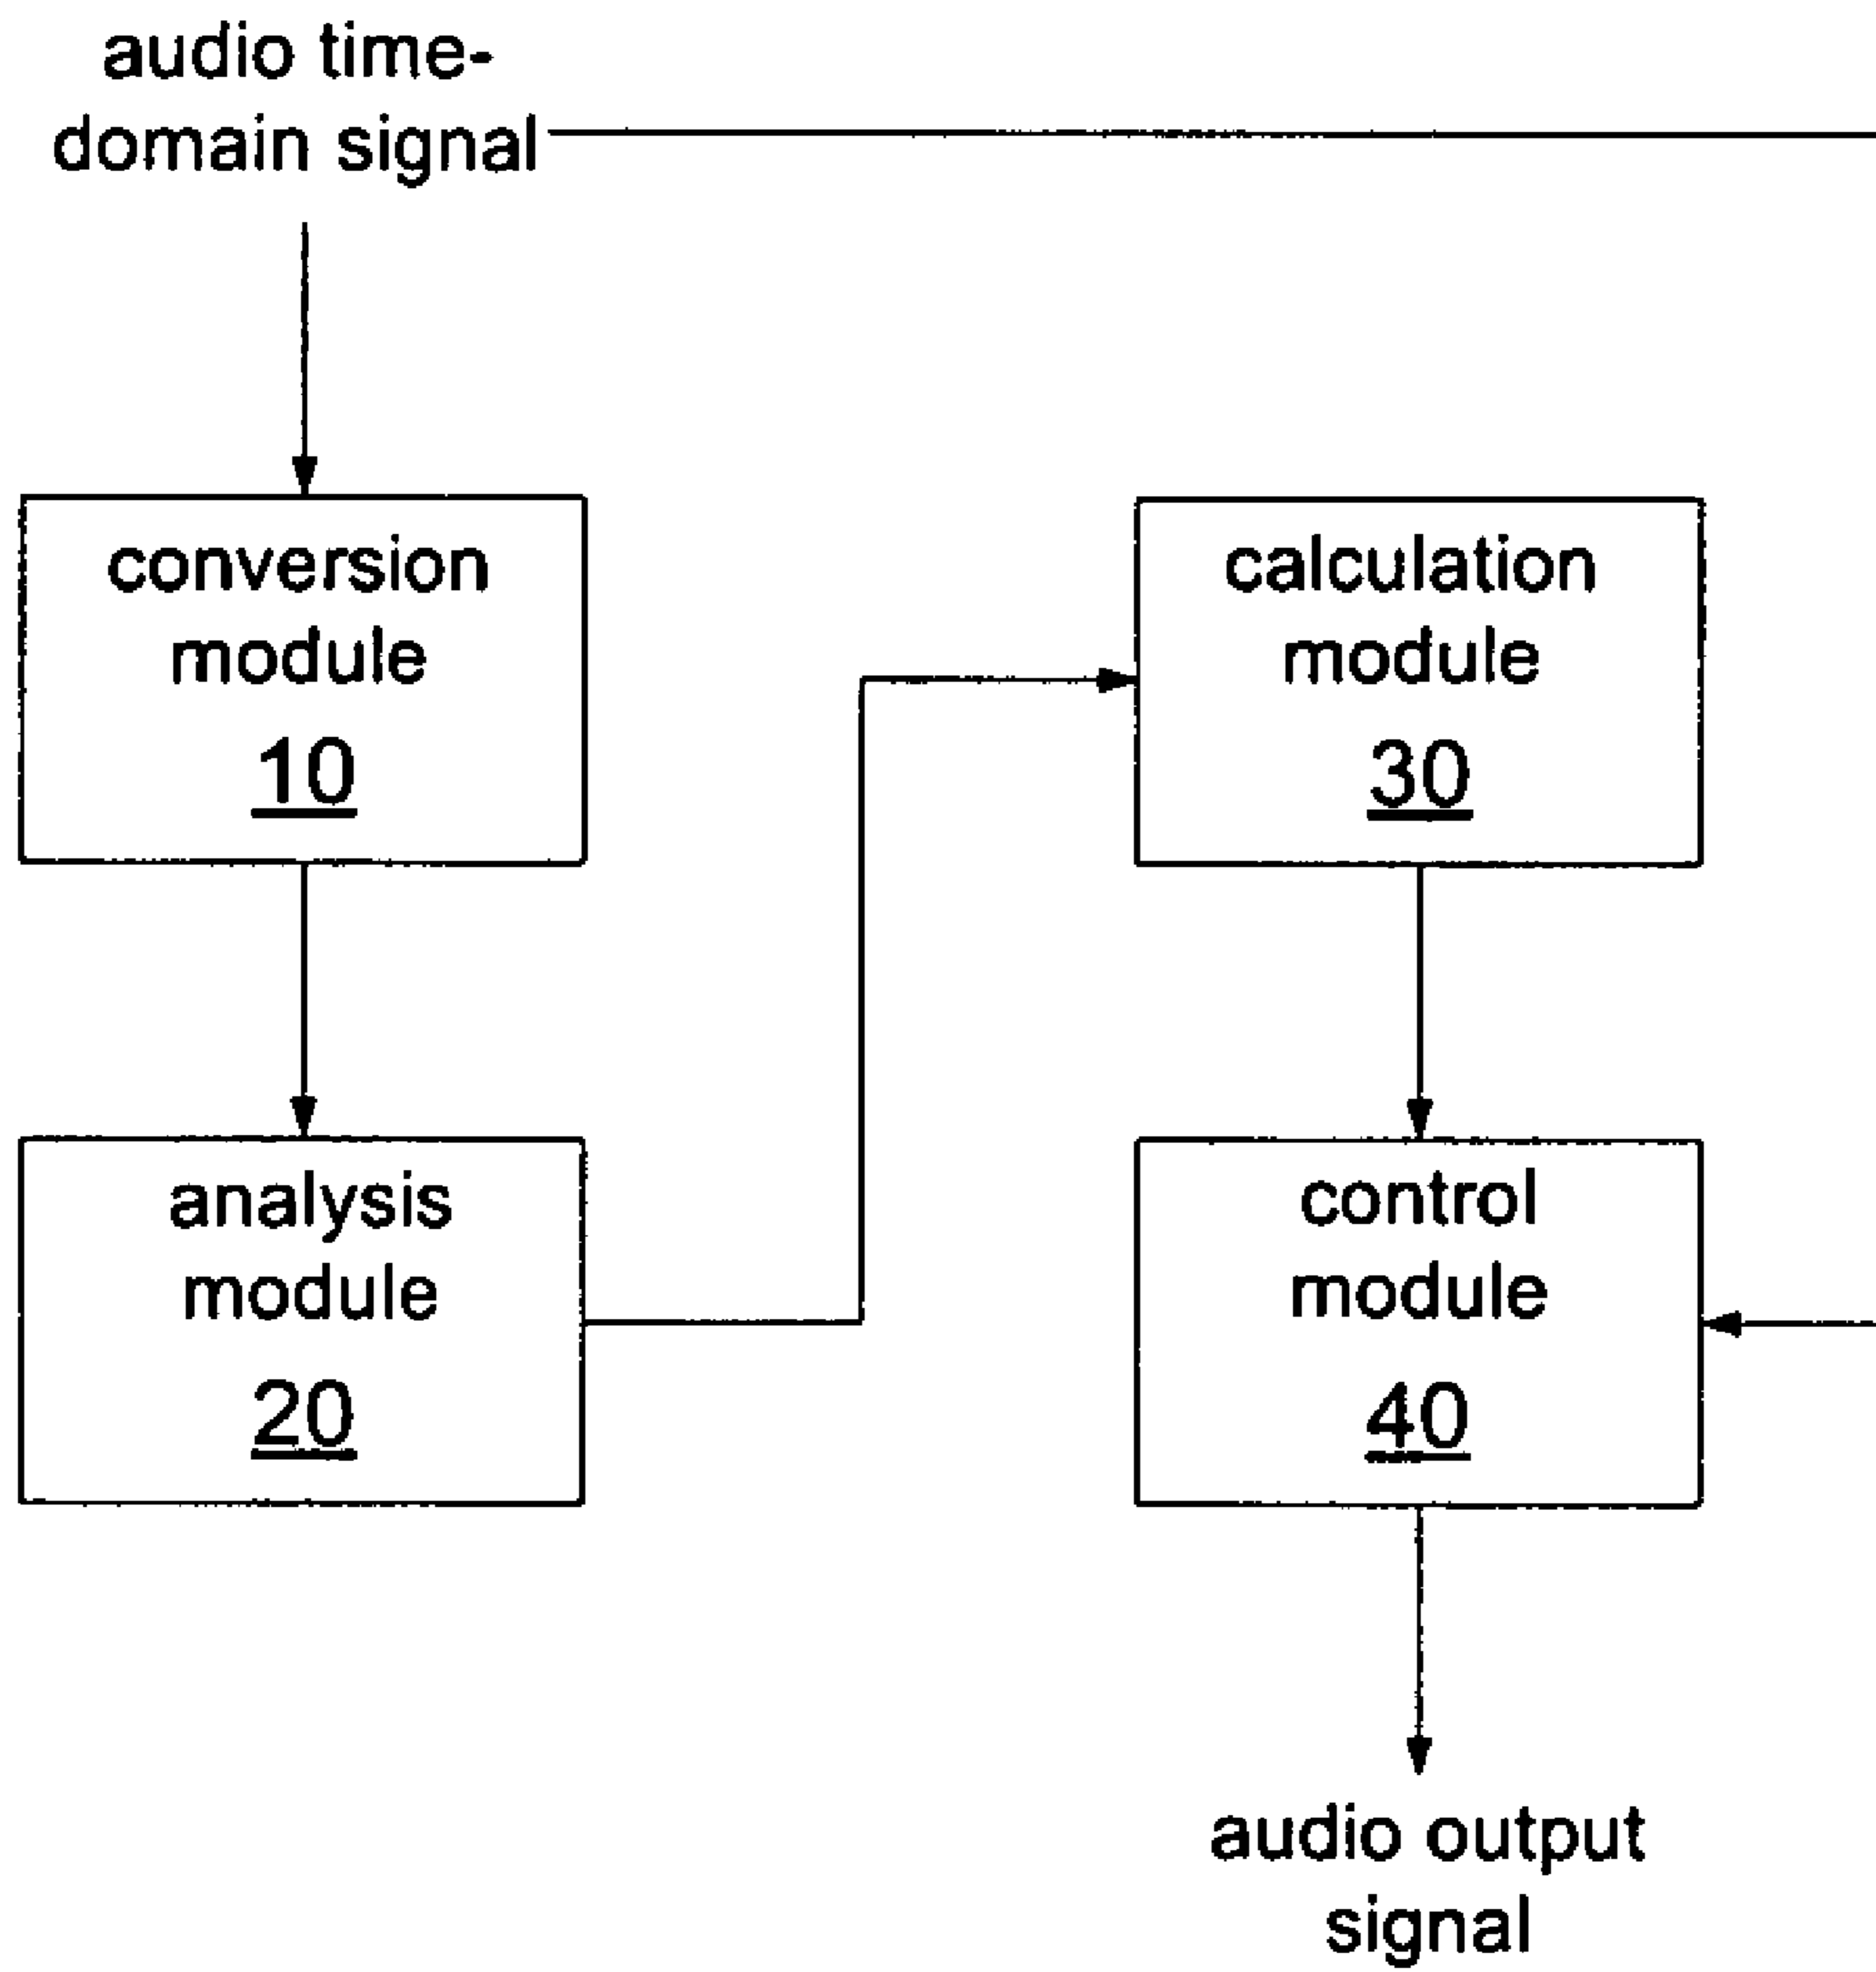 audio time-
domain signal
conversion
module
10
calculation
module
30
analysis
module
20
control
module
40
audio output
signal